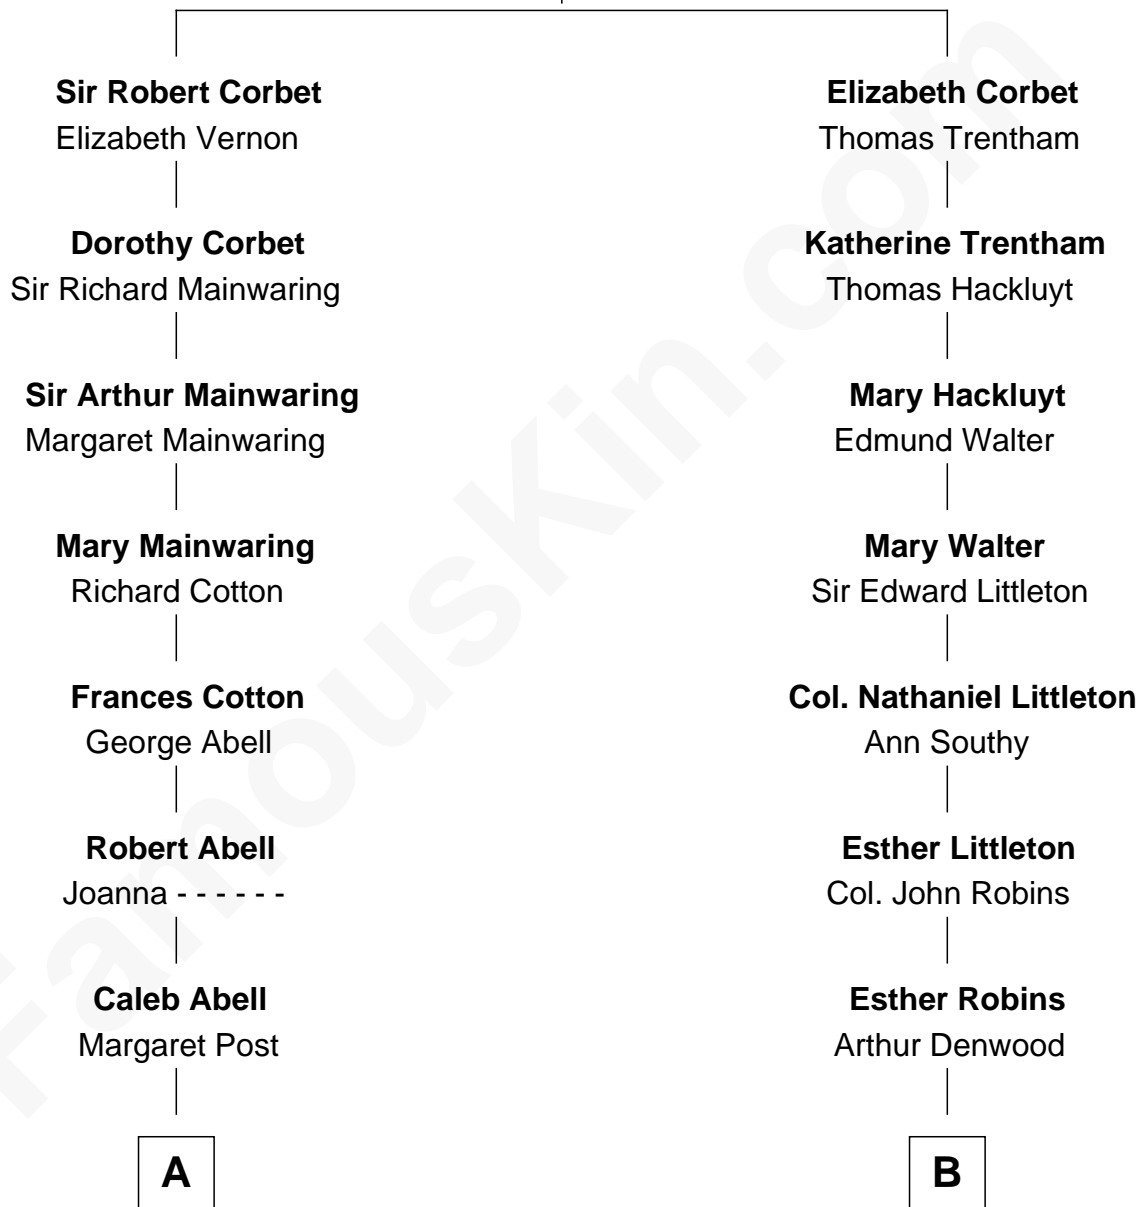 Sir Robert Corbet
Elizabeth Vernon
Dorothy Corbet
Sir Richard Mainwaring
Sir Arthur Mainwaring
Margaret Mainwaring
Mary Mainwaring
Richard Cotton
Frances Cotton
George Abell
Robert Abell
Joanna - - - - - -
Caleb Abell
Margaret Post
A
Elizabeth Corbet
Thomas Trentham
Katherine Trentham
Thomas Hackluyt
Mary Hackluyt
Edmund Walter
Mary Walter
Sir Edward Littleton
Col. Nathaniel Littleton
Ann Southy
Esther Littleton
Col. John Robins
Esther Robins
Arthur Denwood
B
FamousKin.com